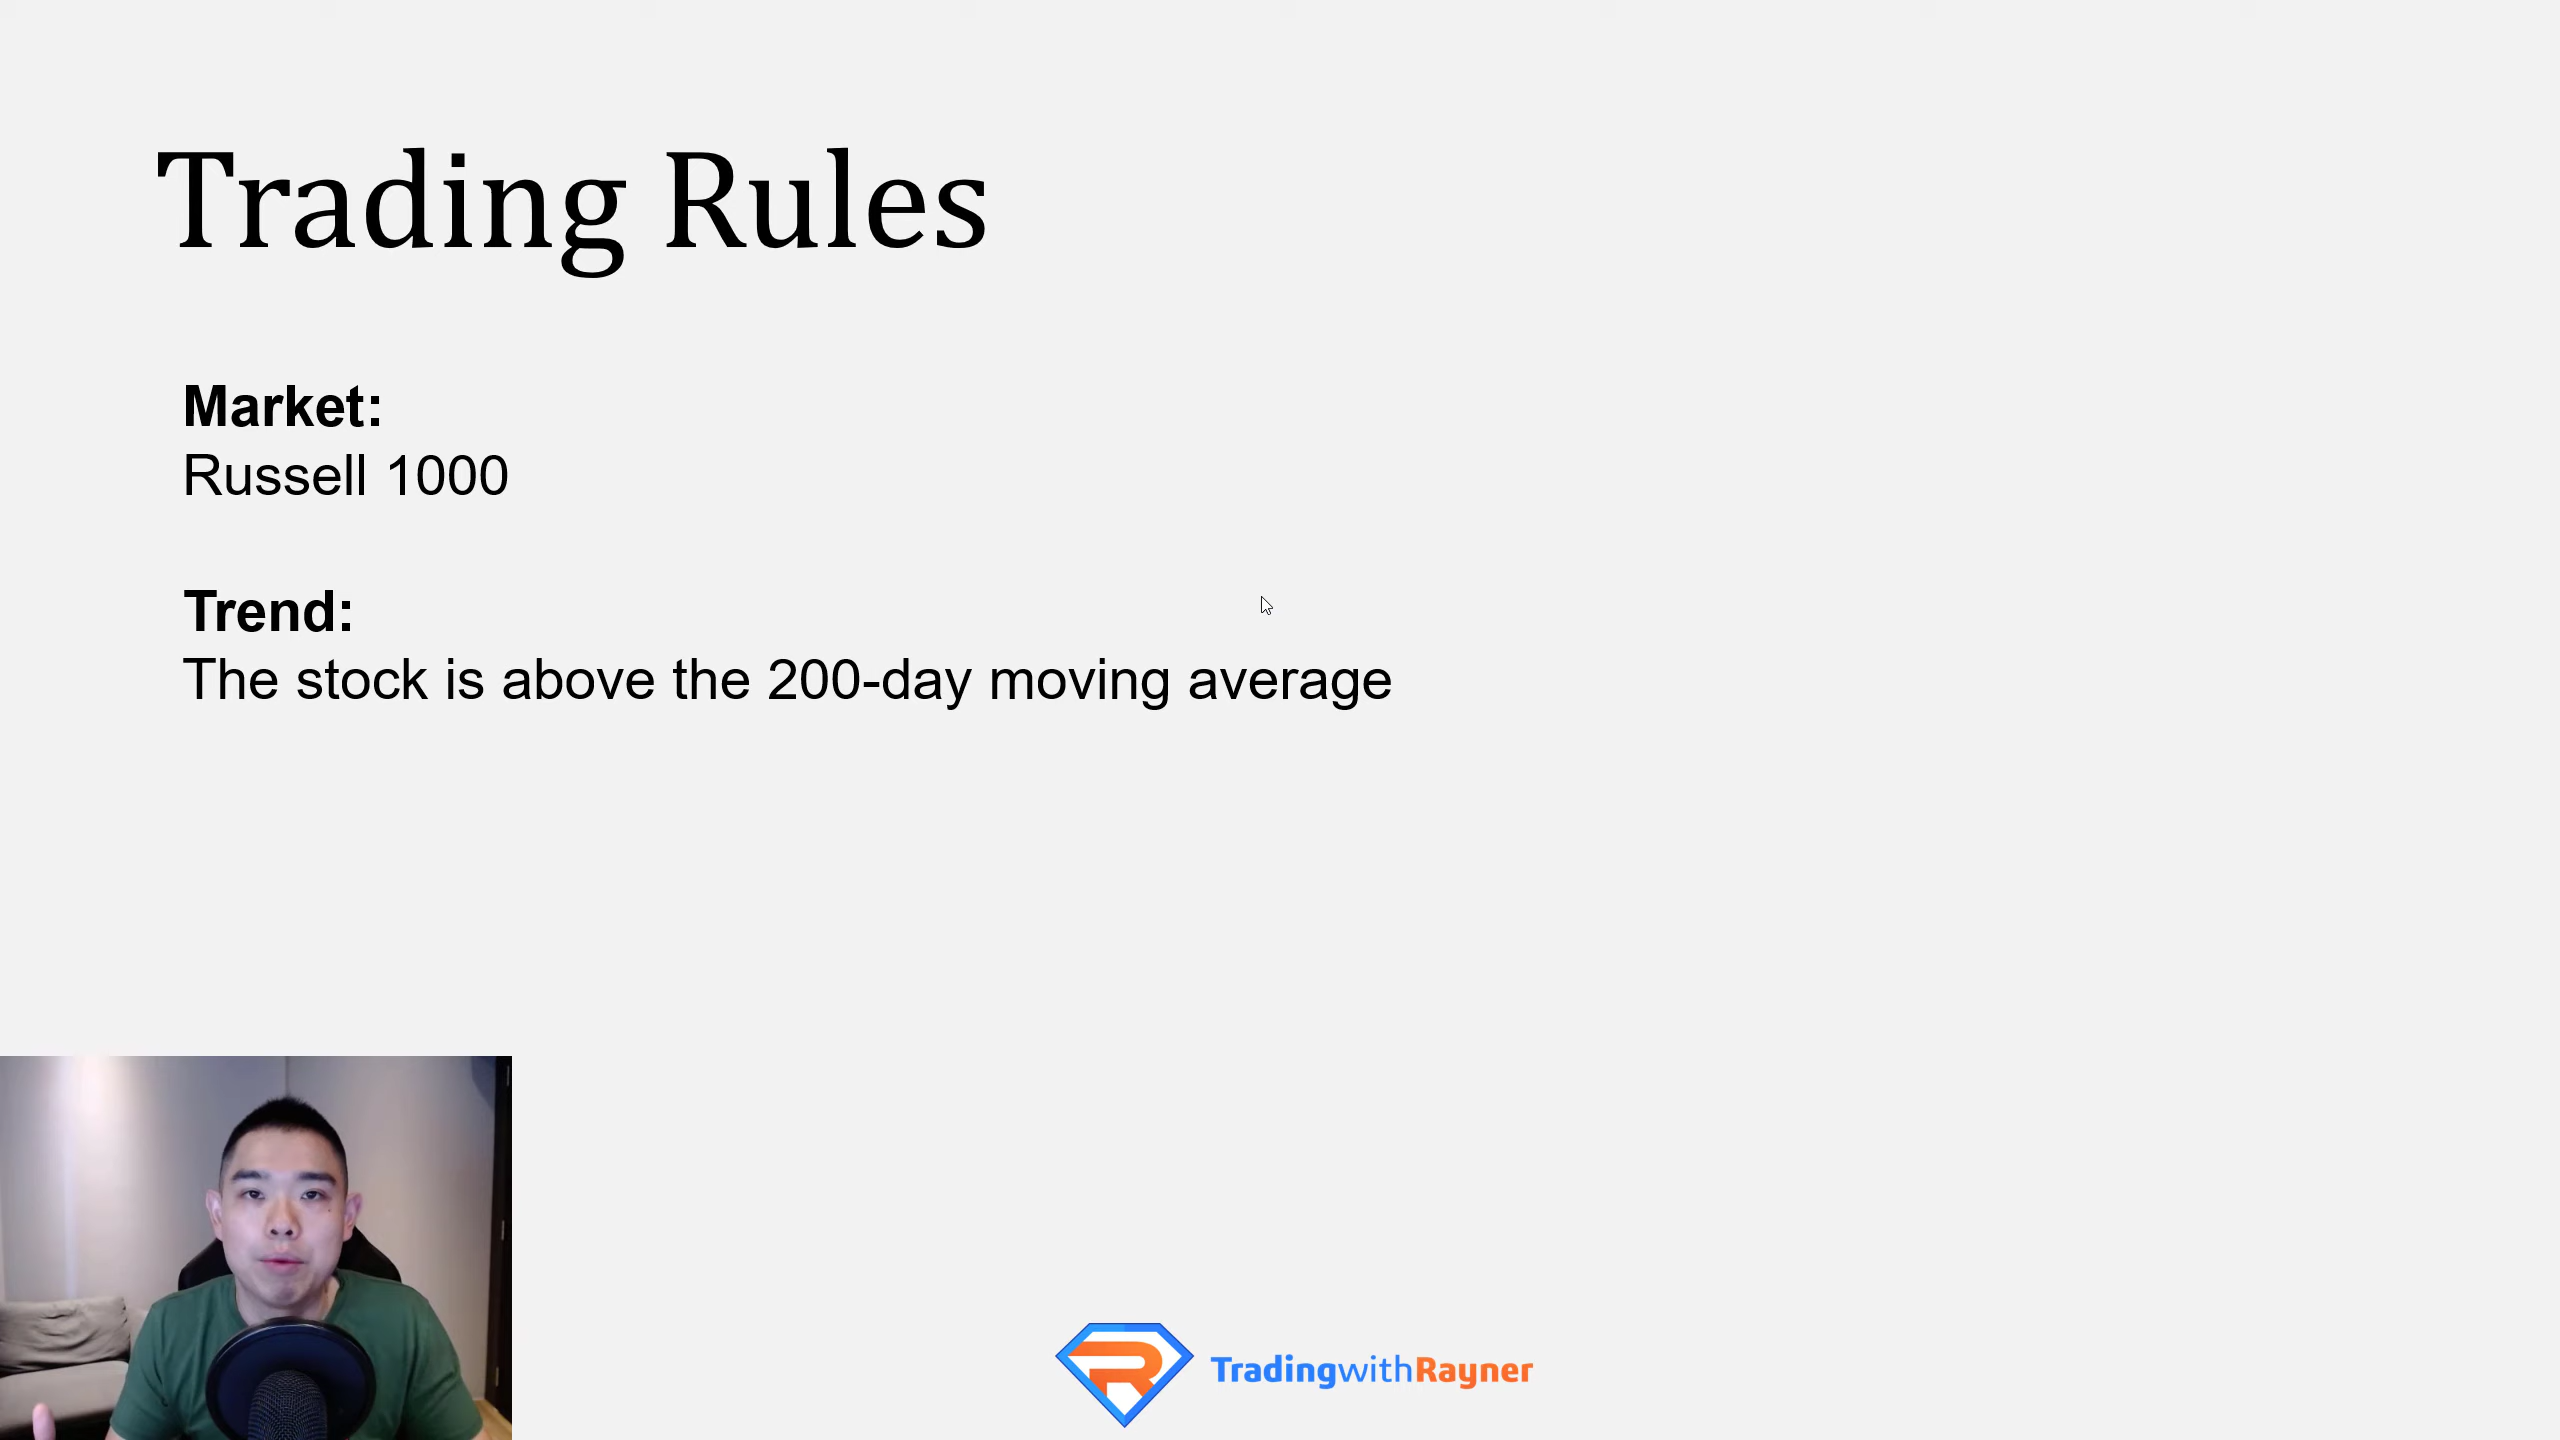 Trading Rules
Market:
Russell 1000
Trend:
The stock is above the 200-day moving average
TradingwithRayner